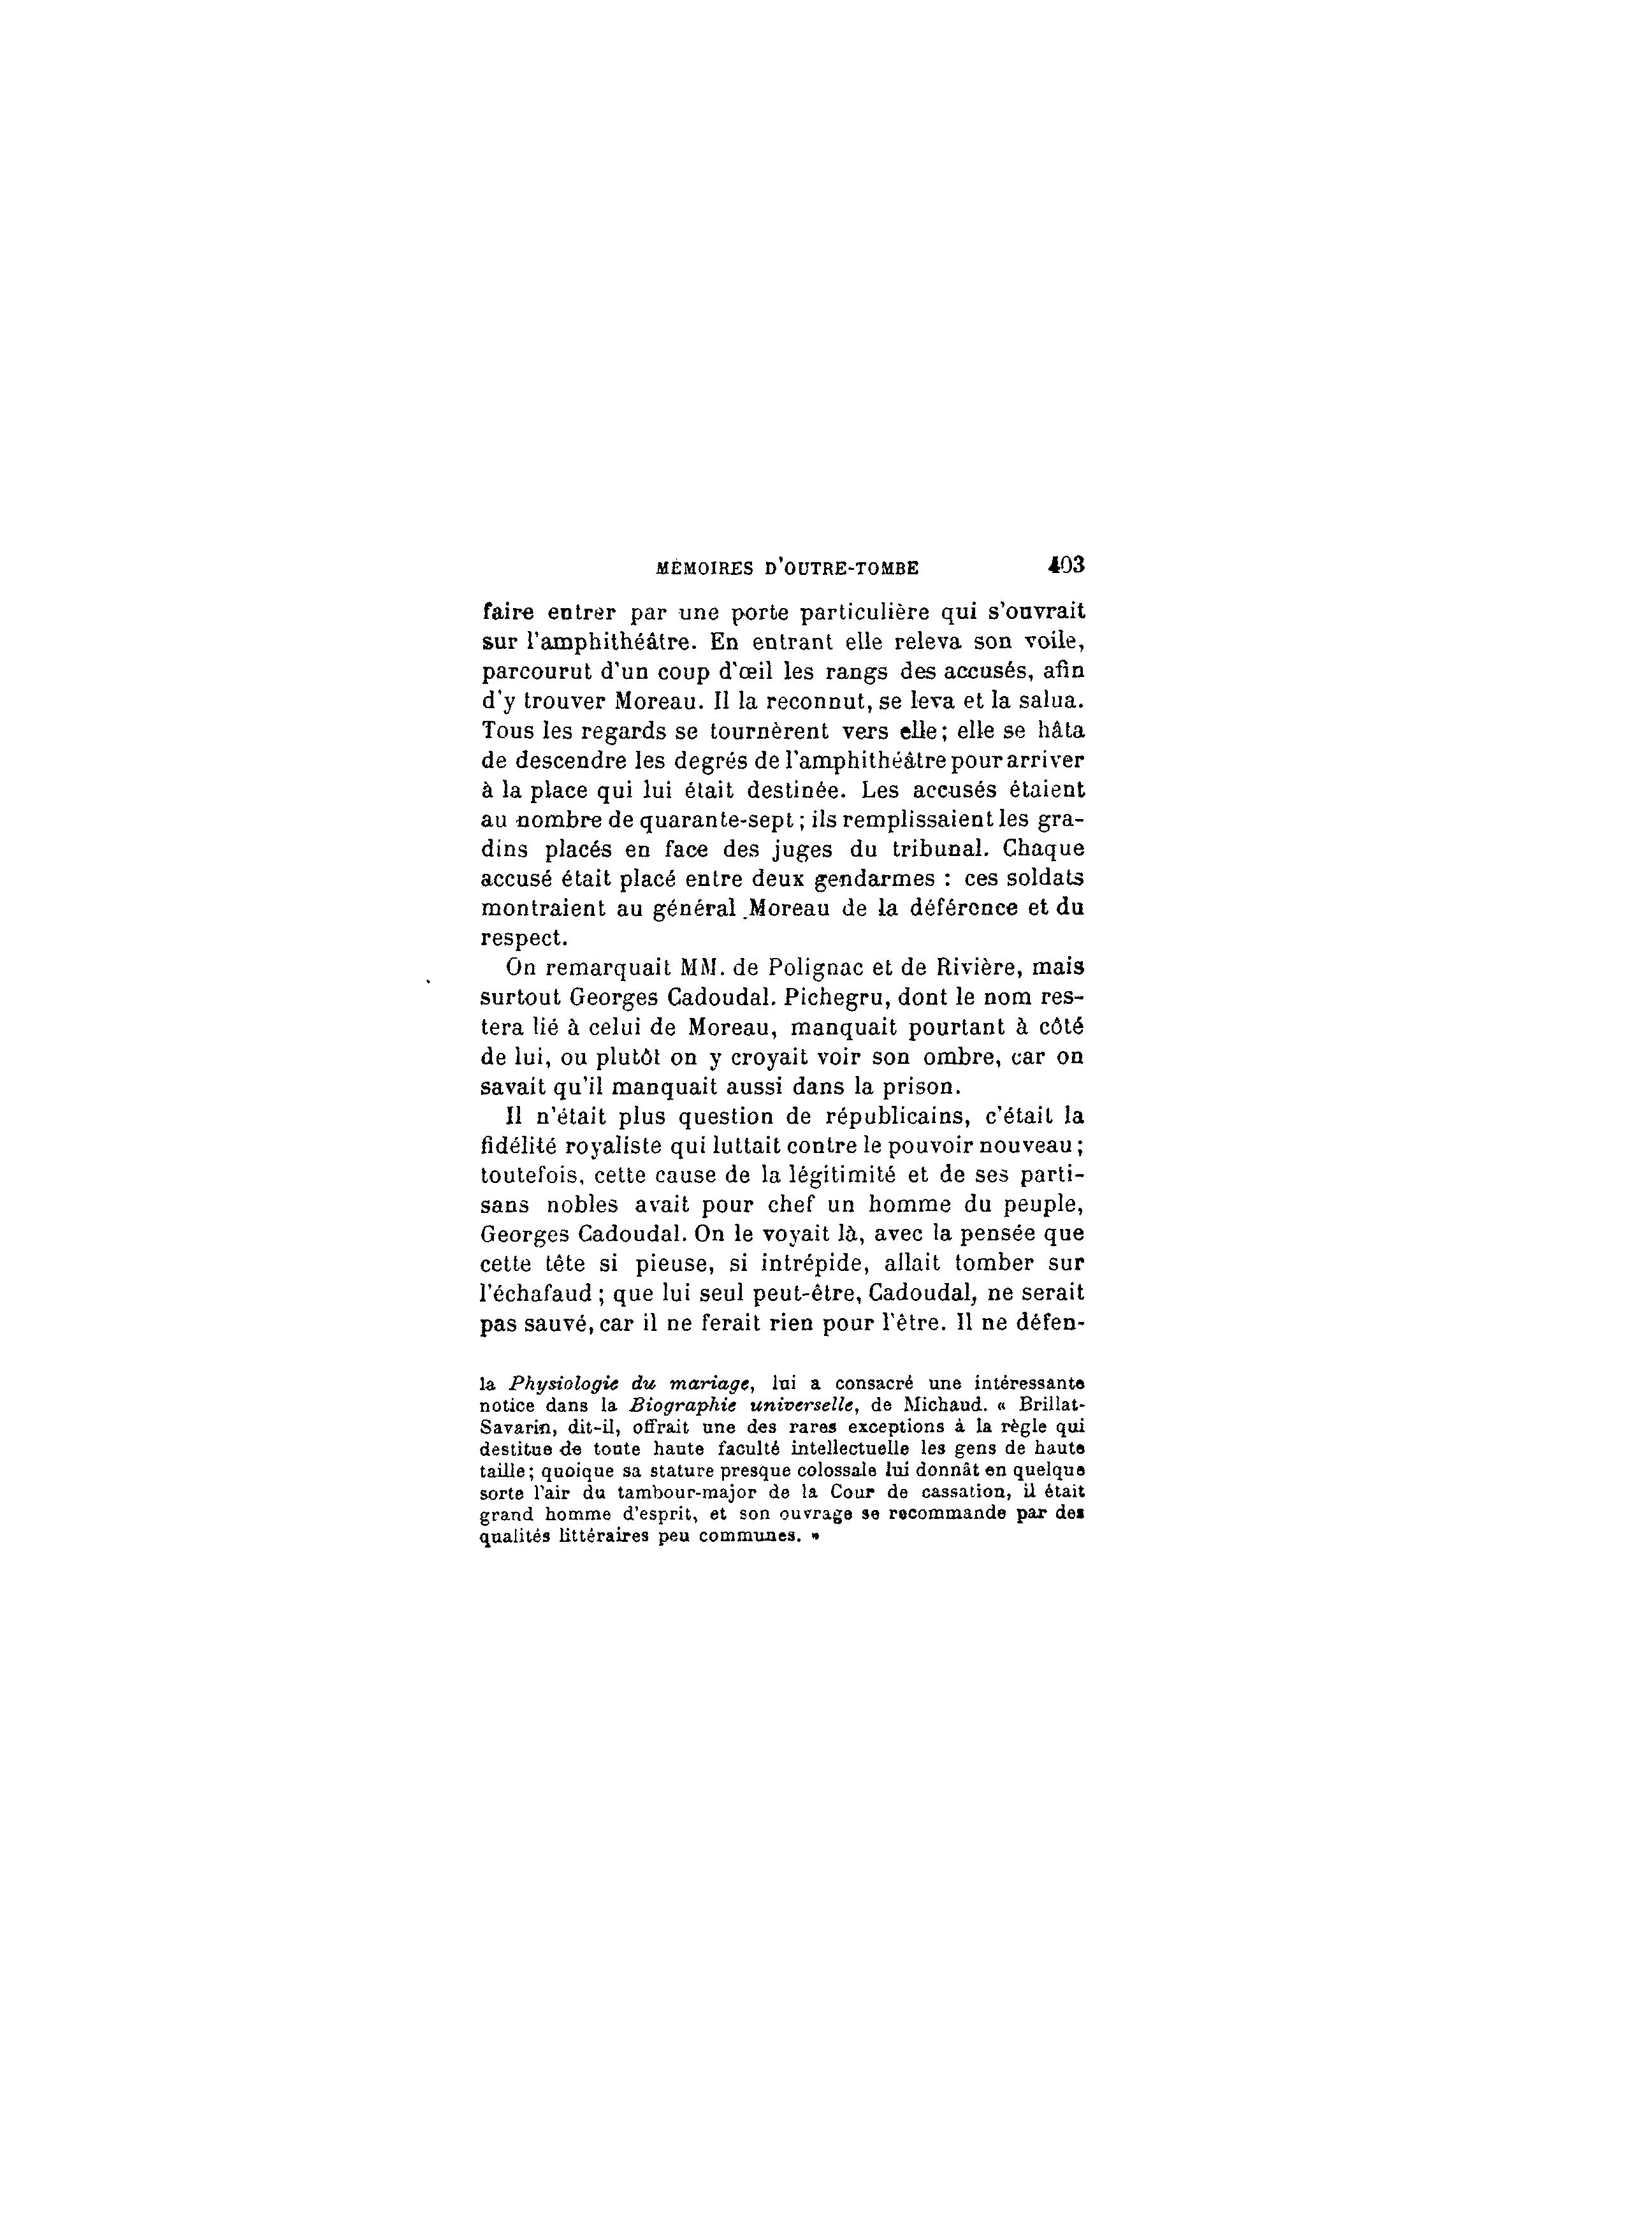 MÉMOIRES D'OUTRE-TOMBE 403
faire entrer par une porte particulière qui s'ouvrait
sur l'amphithéâtre. En entrant elle releva son voile,
parcourut d'un coup d'œil les rangs des accusés, afin
d'y trouver Moreau. Il la reconnut, se leva et la salua.
Tous les regards se tournèrent vers elle; elle se hâta
de descendre les degrés de l'amphithéâtre pour arriver
à la place qui lui était destinée. Les accusés étaient
au nombre de quarante-sept; ils remplissaient les gra-
dins placés en face des juges du tribunal. Chaque
accusé était placé entre deux gendarmes : ces soldats
montraient au général Moreau de la déférence et du
respect.
On remarquait MM. de Polignac et de Rivière, mais
surtout Georges Cadoudal. Pichegru, dont le nom res-
tera lié à celui de Moreau, manquait pourtant à côté
de lui, ou plutôt on y croyait voir son ombre, car on
savait qu'il manquait aussi dans la prison.
Il n'était plus question de républicains, c'était la
fidélité royaliste qui luttait contre le pouvoir nouveau;
toutefois, cette cause de la légitimité et de ses parti-
sans nobles avait pour chef un homme du peuple,
Georges Cadoudal. On le voyait là, avec la pensée que
cette tête si pieuse, si intrépide, allait tomber sur
l'échafaud; que lui seul peut-être, Cadoudal, ne serait
pas sauvé, car il ne ferait rien pour l'être. Il ne défen-
la Physiologie du mariage, lui a consacré une intéressante
notice dans la Biographie universelle, de Michaud. « Brillat-
Savarin, dit-il, offrait une des rares exceptions à la règle qui
destitue de toute haute faculté intellectuelle les gens de haute
taille; quoique sa stature presque colossale lui donnât en quelque
sorte l'air du tambour-major de la Cour de cassation, il était
grand homme d'esprit, et son ouvrage se recommande par des
qualités littéraires peu communes. »